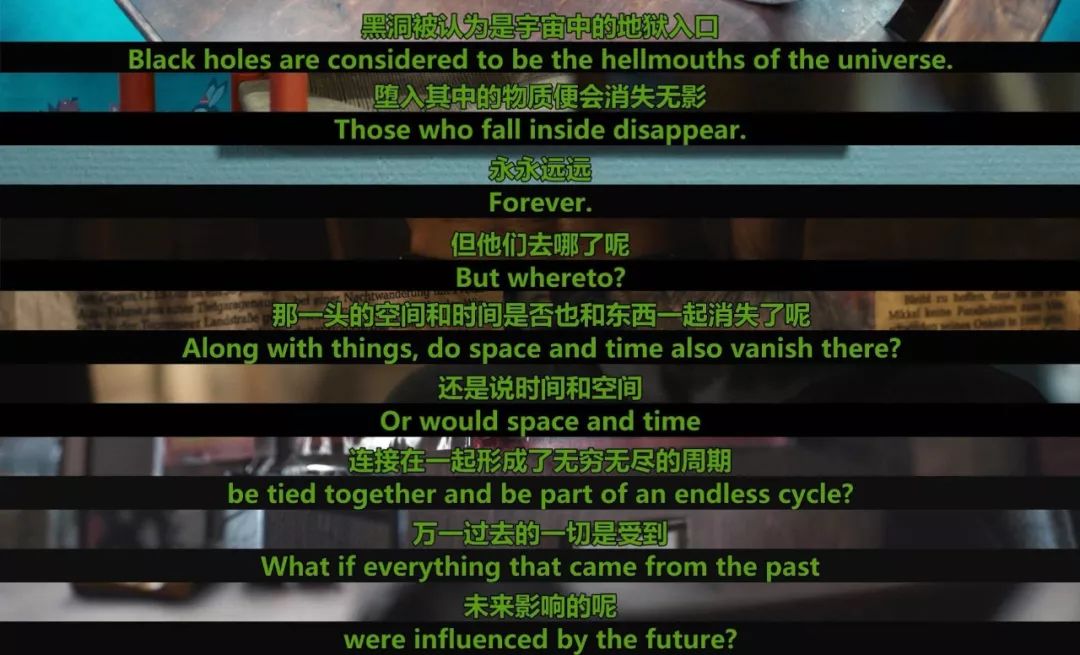 黑洞被认为是宇宙中的地狱入口
Black holes are considered to be the hellmouths of the universe.
堕入其中的物质便会消失无影
Those who fall inside disappear.
永永远远
Forever.
但他们去哪了呢
But whereto?
Nachtwanderung
Landstraße
Mikkel keine
那一头的空间和时间是否也和东西一起消失了呢
Along with things, do space and time also vanish there?
还是说时间和空间
Or would space and time
连接在一起形成了无穷无尽的周期
be tied together and be part of an endless cycle?
万一过去的一切是受到
What if everything that came from the past
未来影响的呢
were influenced by the future?